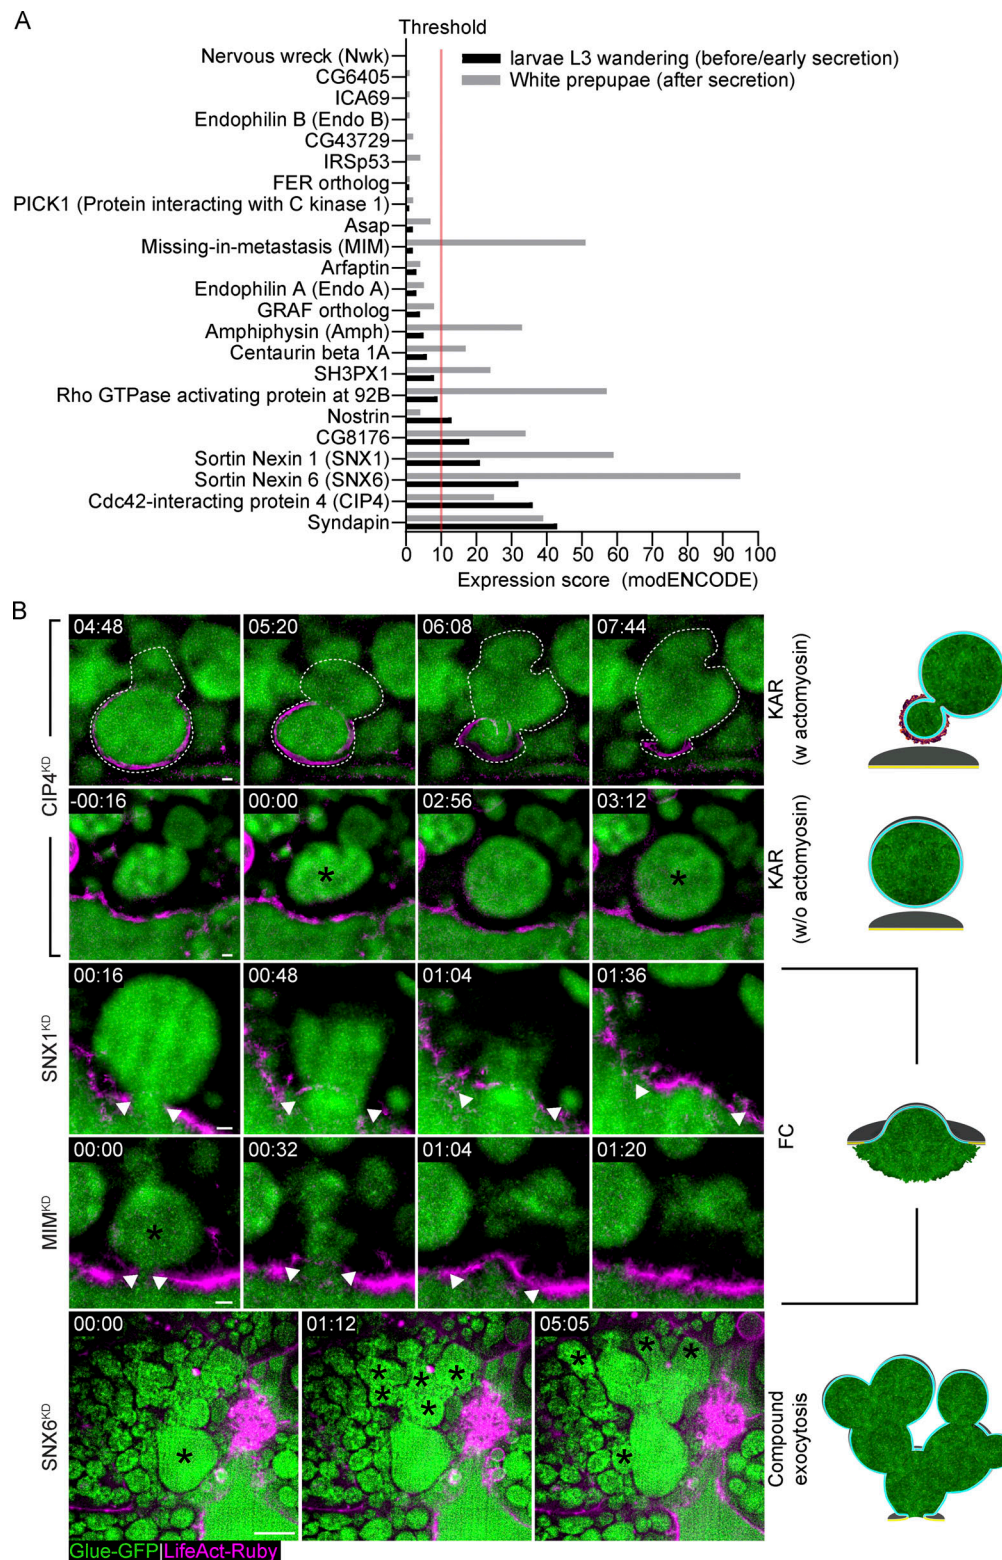 A
Threshold
larvae L3 wandering (before/early secretion)
White prepupae (after secretion)
Nervous wreck (Nwk)
CG6405
ICA69
Endophilin B (Endo B)
CG43729
IRSp53
FER ortholog
PICK1 (Protein interacting with C kinase 1)
Asap
Missing-in-metastasis (MIM)
Arfaptin
Endophilin A (Endo A)
GRAF ortholog
Amphiphysin (Amph)
Centaurin beta 1A
SH3PX1
Rho GTPase activating protein at 92B
Nostrin
CG8176
Sortin Nexin 1 (SNX1)
Sortin Nexin 6 (SNX6)
Cdc42-interacting protein 4 (CIP4)
Syndapin
0 10 20 30 40 50 60 70 80 90 100
Expression score (modENCODE)
B
CIP4KD
04:48 05:20 06:08 07:44
KAR
(w actomyosin)
-00:16 00:00 02:56 03:12
* *
KAR
(w/o actomyosin)
SNX1KD
00:16 00:48 01:04 01:36
FC
MIMKD
00:00 00:32 01:04 01:20
*
SNX6KD
00:00 01:12 05:05
* * * * * * * * * *
Compound
exocytosis
Glue-GFP|LifeAct-Ruby